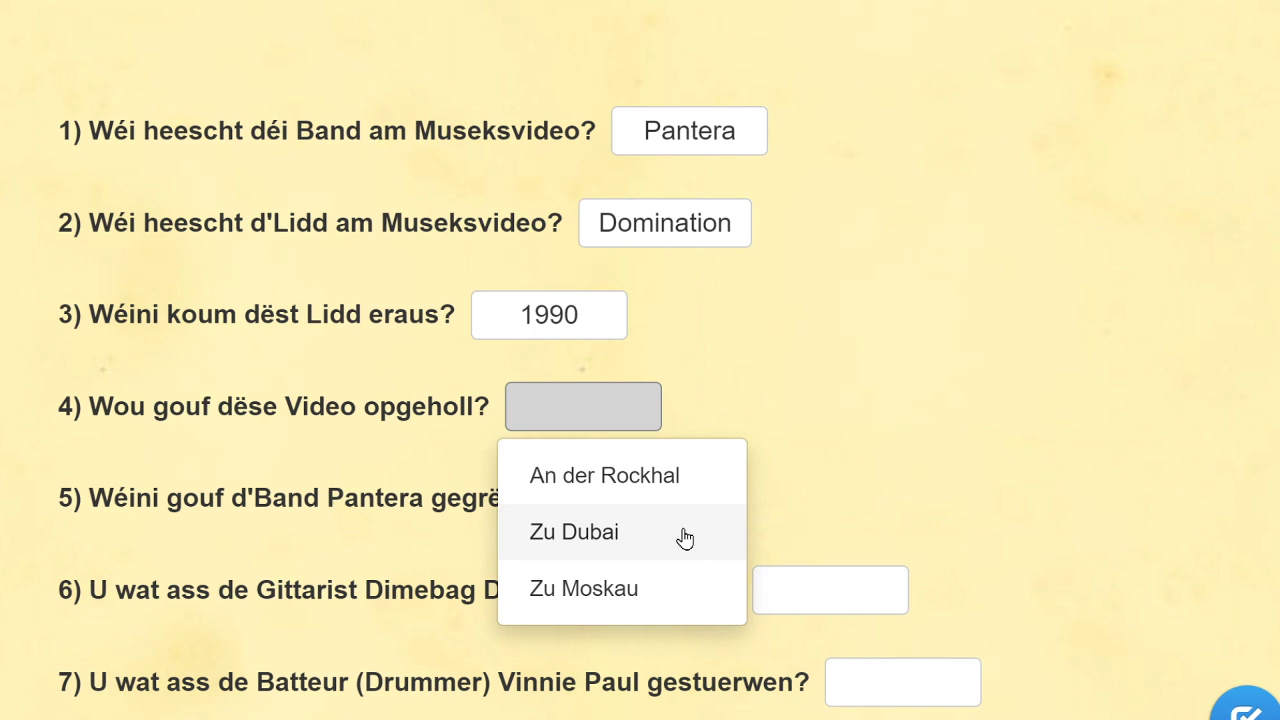 1) Wéi heescht déi Band am Museksvideo? Pantera
2) Wéi heescht d'Lidd am Museksvideo? Domination
3) Wéini koum dëst Lidd eraus? 1990
4) Wou gouf dëse Video opgeholl?
An der Rockhal
5) Wéini gouf d'Band Pantera
Zu Dubai
6) U wat ass de Gittarist Dimebag
Zu Moskau
7) U wat ass de Batteur (Drummer) Vinnie Paul gestuerwen?